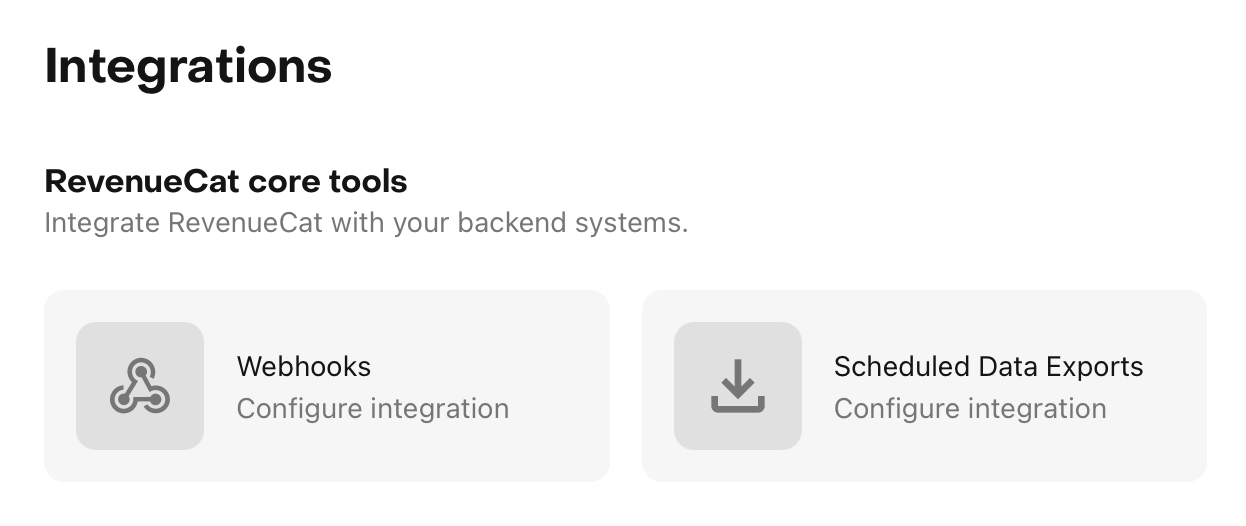 Integrations
RevenueCat core tools
Integrate RevenueCat with your backend systems.
Webhooks
Configure integration
Scheduled Data Exports
Configure integration